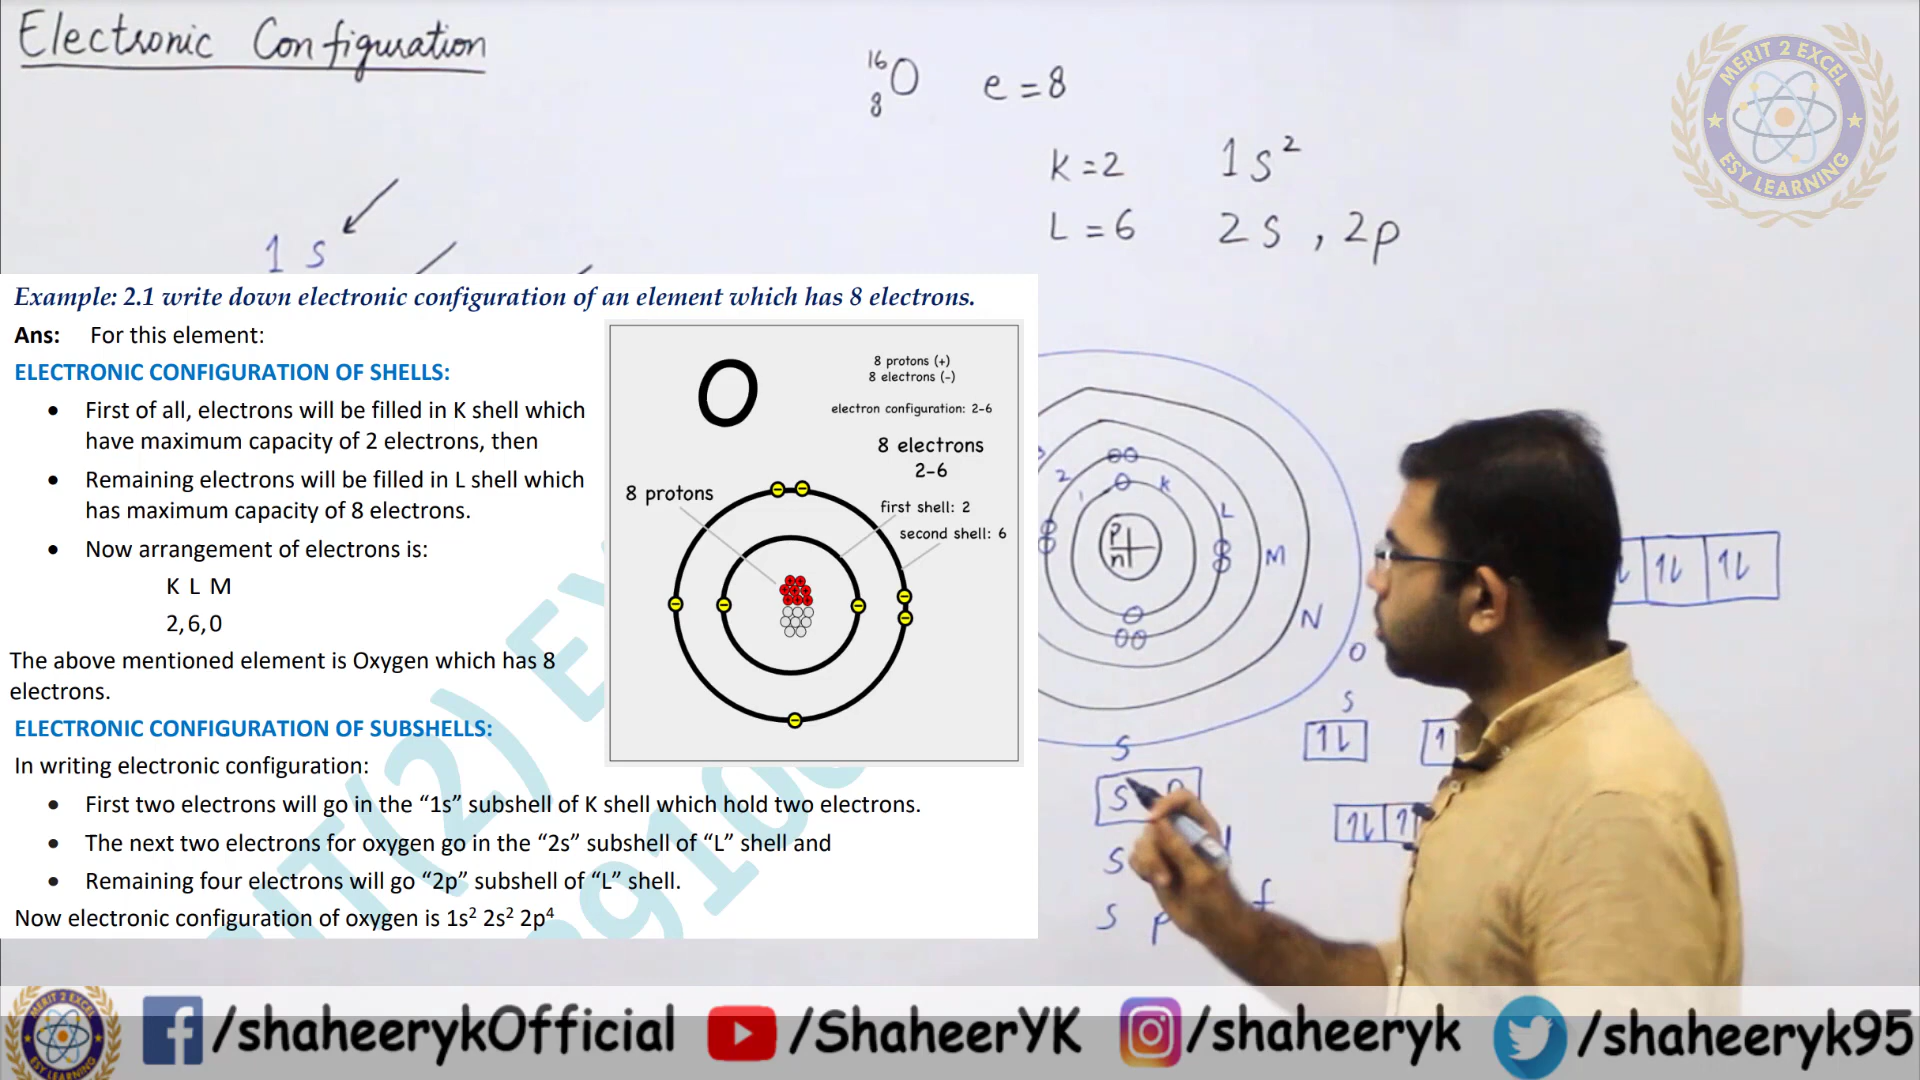 Electronic Configuration
16
8 O e = 8
K = 2 1s²
L = 6 2s , 2p
1 s
MERIT 2 EXCEL
ESY LEARNING
Example: 2.1 write down electronic configuration of an element which has 8 electrons.
Ans: For this element:
ELECTRONIC CONFIGURATION OF SHELLS:
• First of all, electrons will be filled in K shell which
have maximum capacity of 2 electrons, then
• Remaining electrons will be filled in L shell which
has maximum capacity of 8 electrons.
• Now arrangement of electrons is:
K L M
2,6,0
The above mentioned element is Oxygen which has 8
electrons.
ELECTRONIC CONFIGURATION OF SUBSHELLS:
In writing electronic configuration:
• First two electrons will go in the “1s” subshell of K shell which hold two electrons.
• The next two electrons for oxygen go in the “2s” subshell of “L” shell and
• Remaining four electrons will go “2p” subshell of “L” shell.
Now electronic configuration of oxygen is 1s² 2s² 2p⁴
O
8 protons (+)
8 electrons (-)
electron configuration: 2-6
8 electrons
2-6
8 protons
first shell: 2
second shell: 6
2
1 K
L
p +
n
M
N
O
s
s
s
s
s p
f
/shaheerykOfficial
/ShaheerYK
/shaheeryk
/shaheeryk95